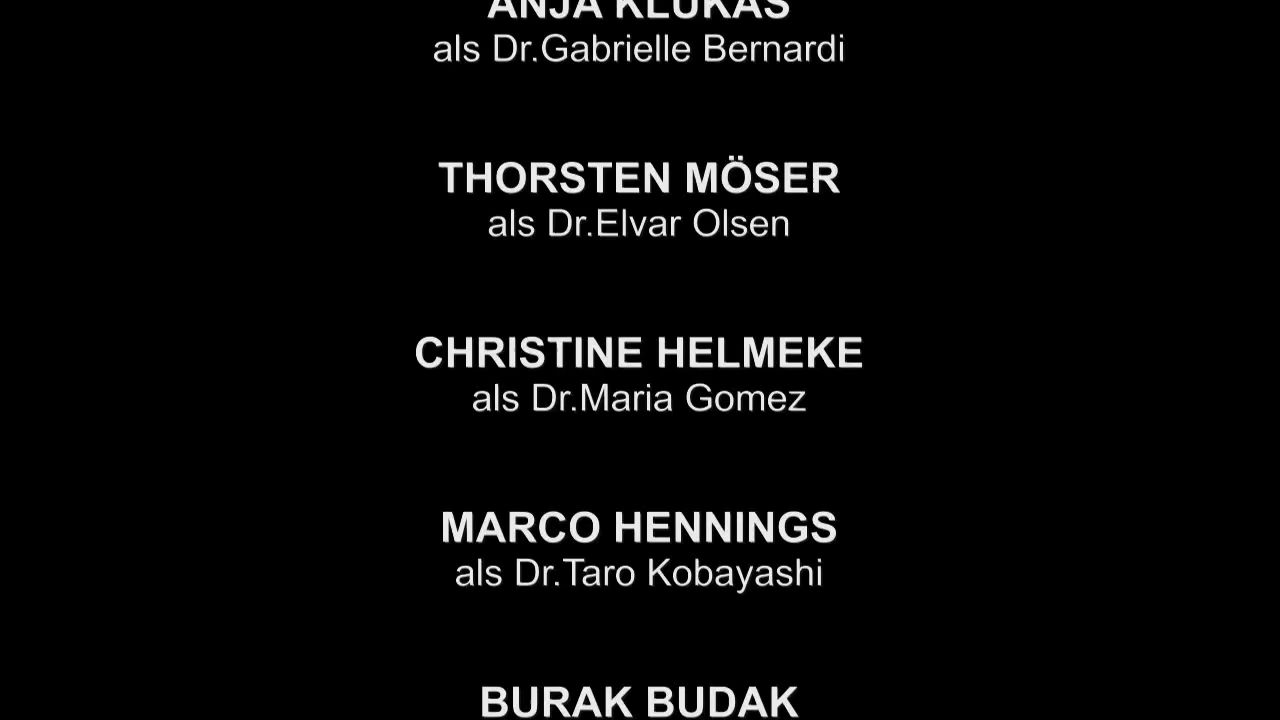 ANJA KLUKAS
als Dr.Gabrielle Bernardi
THORSTEN MÖSER
als Dr.Elvar Olsen
CHRISTINE HELMEKE
als Dr.Maria Gomez
MARCO HENNINGS
als Dr.Taro Kobayashi
BURAK BUDAK